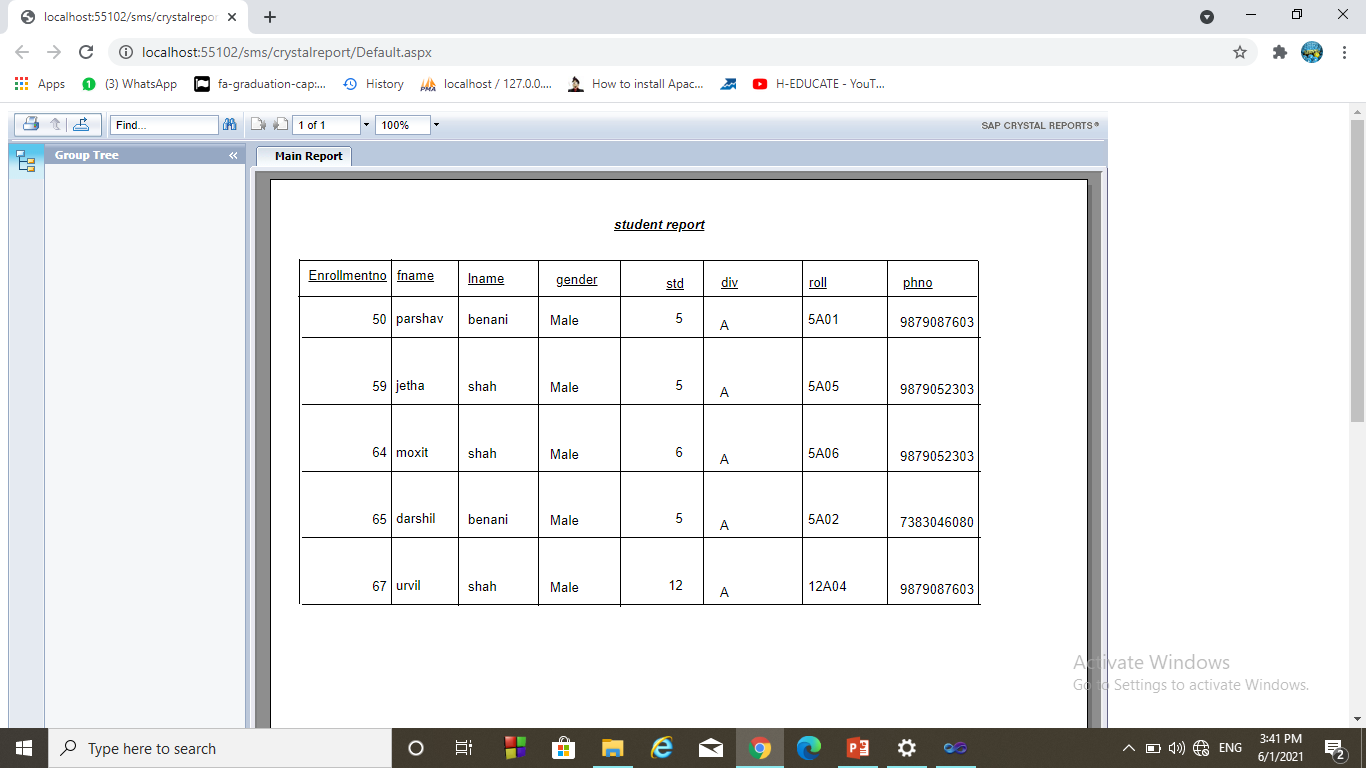 localhost:55102/sms/crystalrepor
localhost:55102/sms/crystalreport/Default.aspx
Apps (3) WhatsApp fa-graduation-cap:... History localhost / 127.0.0.... How to install Apac... H-EDUCATE - YouT...
Find... 1 of 1 100% SAP CRYSTAL REPORTS®
Group Tree Main Report
student report
Enrollmentno fname lname gender std div roll phno
50 parshav benani Male 5 A 5A01 9879087603
59 jetha shah Male 5 A 5A05 9879052303
64 moxit shah Male 6 A 5A06 9879052303
65 darshil benani Male 5 A 5A02 7383046080
67 urvil shah Male 12 A 12A04 9879087603
Activate Windows
Go to Settings to activate Windows.
Type here to search ENG 3:41 PM
6/1/2021 2